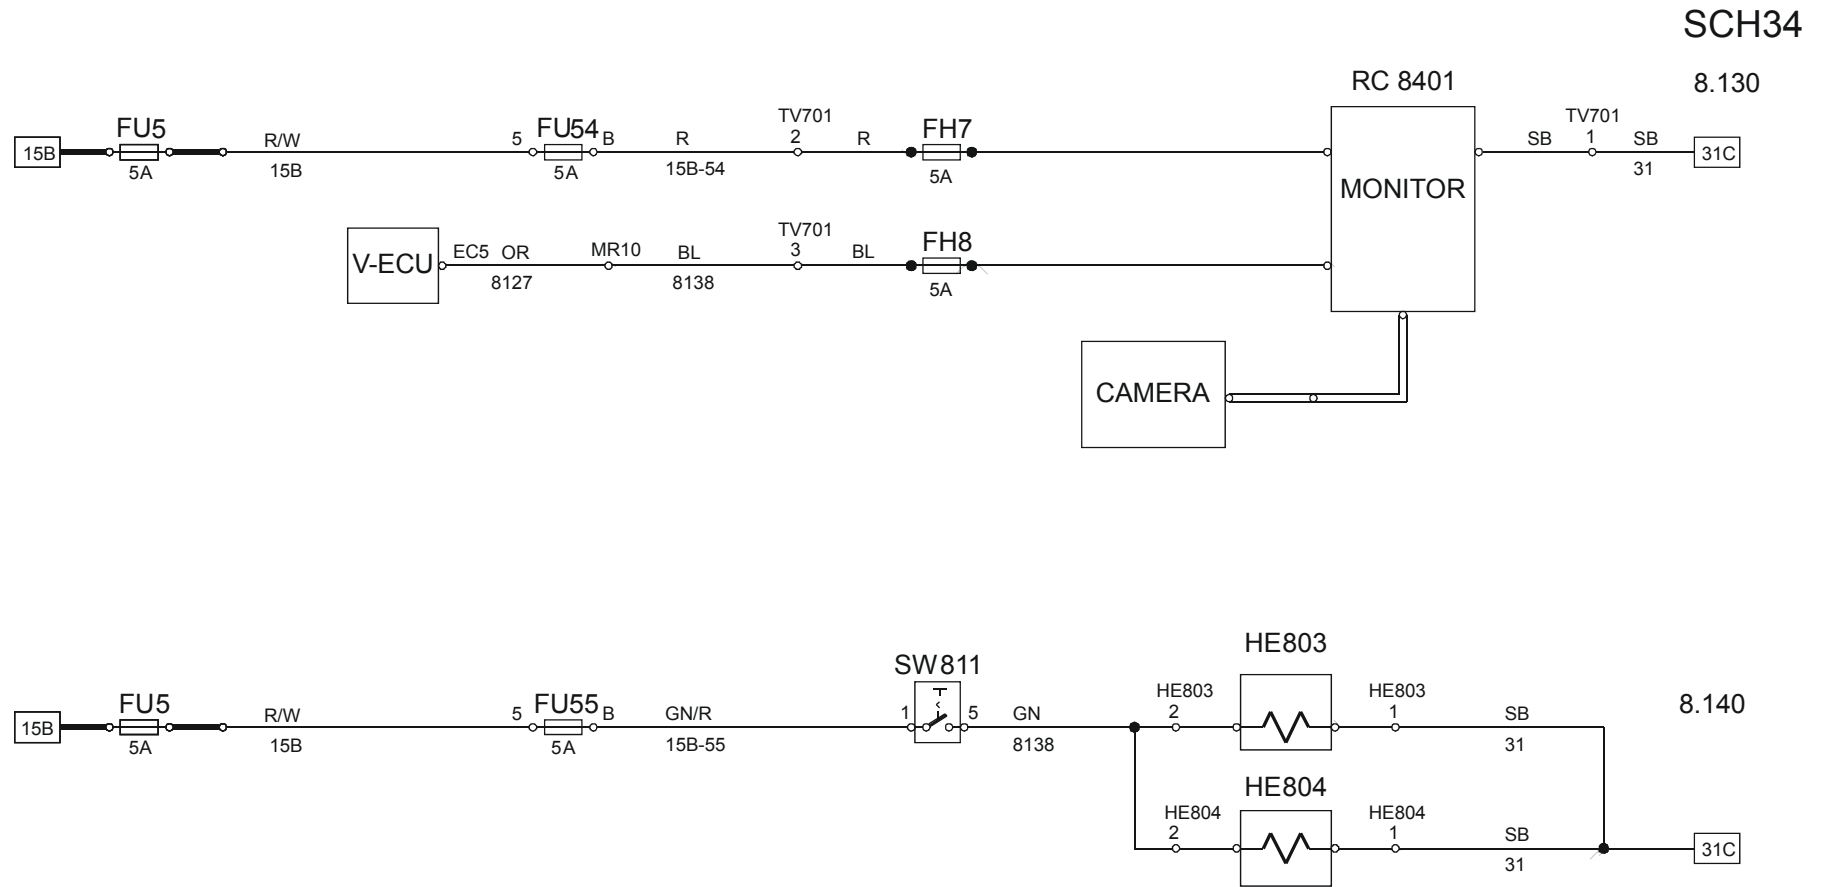 SCH34
RC 8401
8.130
FU5
5
FU54
B
TV701
2
FH7
TV701
1
15B
R/W
R
R
SB
SB
31C
5A
15B
5A
15B-54
5A
31
MONITOR
V-ECU
EC5 OR
MR10
BL
TV701
3
BL
FH8
8127
8138
5A
CAMERA
HE803
SW811
FU5
5
FU55
B
1
5
HE803
2
HE803
1
8.140
15B
R/W
GN/R
GN
SB
5A
15B
5A
15B-55
8138
31
HE804
HE804
2
HE804
1
SB
31
31C